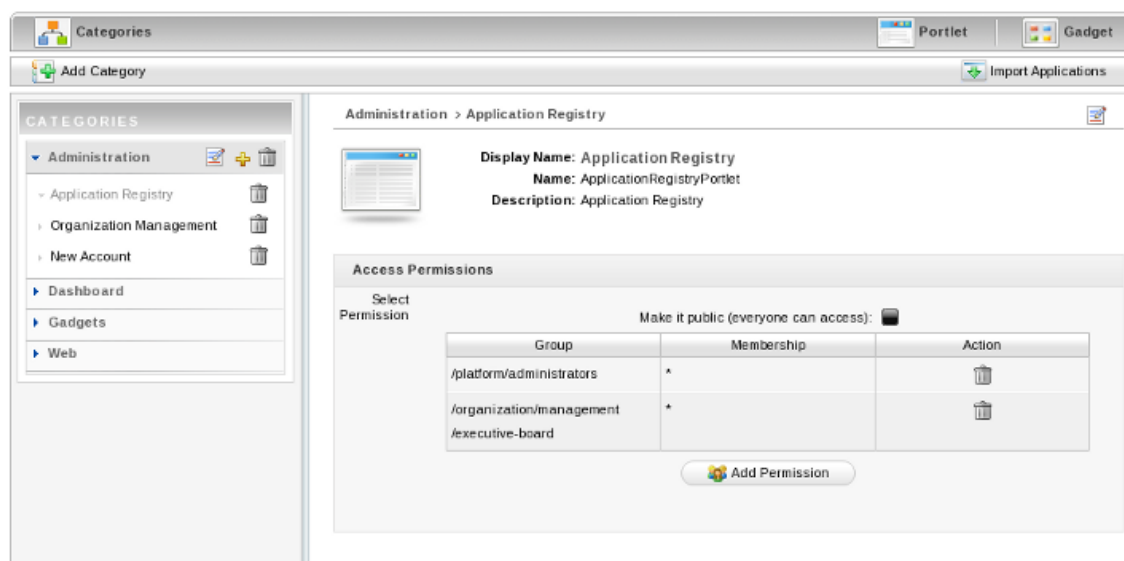 Categories
Portlet
Gadget
Add Category
Import Applications
CATEGORIES
Administration
Application Registry
Organization Management
New Account
Dashboard
Gadgets
Web
Administration > Application Registry
Display Name: Application Registry
Name: ApplicationRegistryPortlet
Description: Application Registry
Access Permissions
Select
Permission
Make it public (everyone can access):
Group Membership Action
/platform/administrators *
/organization/management *
/executive-board
Add Permission